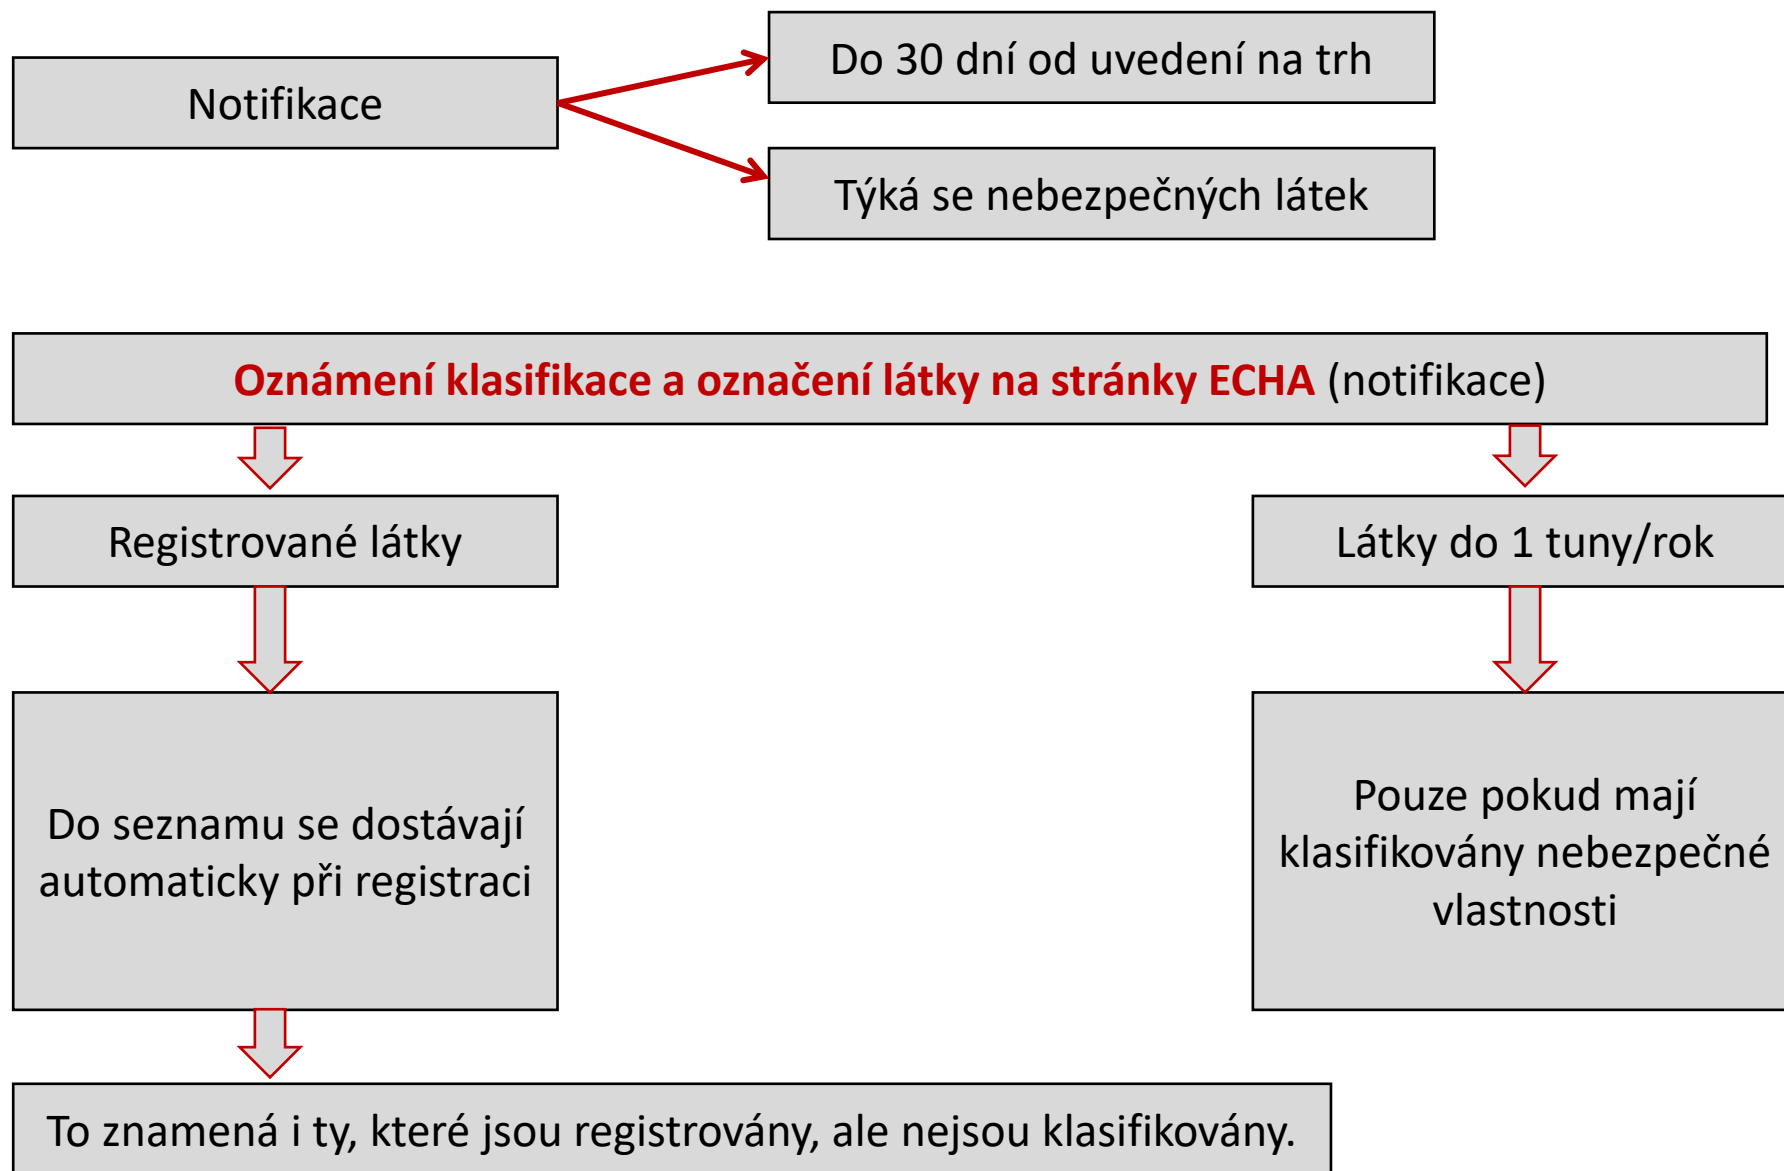 Notifikace
Do 30 dní od uvedení na trh
Týká se nebezpečných látek
Oznámení klasifikace a označení látky na stránky ECHA (notifikace)
Registrované látky
Látky do 1 tuny/rok
Do seznamu se dostávají
automaticky při registraci
Pouze pokud mají
klasifikovány nebezpečné
vlastnosti
To znamená i ty, které jsou registrovány, ale nejsou klasifikovány.